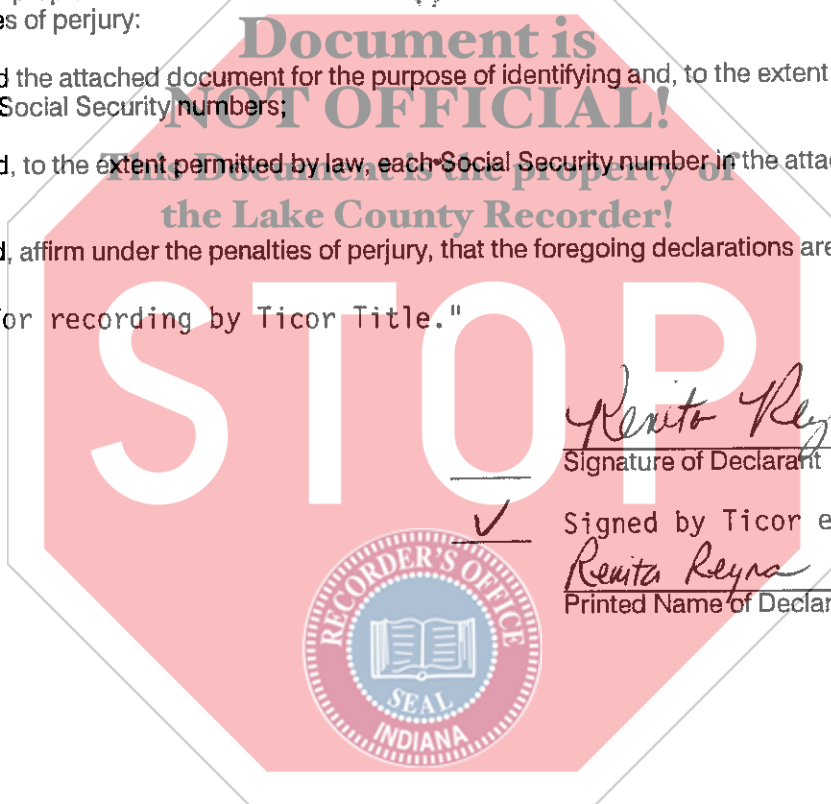 es of perjury:
Document is
d the attached document for the purpose of identifying and, to the extent
NOT OFFICIAL!
Social Security numbers;
d, to the extent permitted by law, each Social Security number in the attac
This Document is the property of
the Lake County Recorder!
d, affirm under the penalties of perjury, that the foregoing declarations are
or recording by Ticor Title."
STOP
Renita Rey
Signature of Declarant
Signed by Ticor e
Renita Reyna
Printed Name of Declar
RECORDER'S OFFICE
SEAL
INDIANA